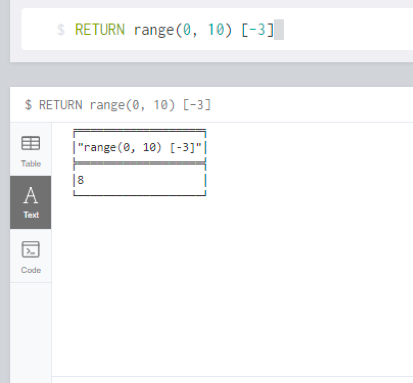 $ RETURN range(0, 10) [-3]
$ RETURN range(0, 10) [-3]
Table
"range(0, 10) [-3]"
8
A
Text
Code